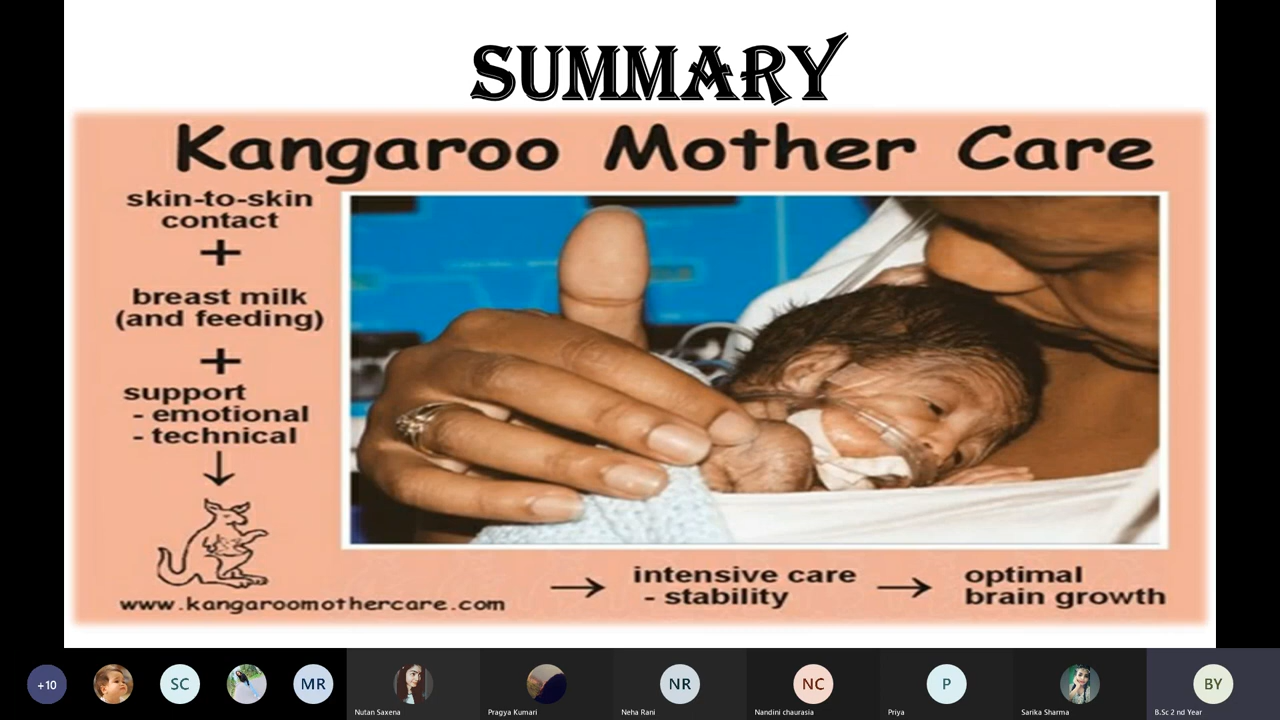 SUMMARY
Kangaroo Mother Care
skin-to-skin
contact
+
breast milk
(and feeding)
+
support
- emotional
- technical
↓
www.kangaroomothercare.com
→ intensive care → optimal
- stability brain growth
+10
SC
MR
NR
NC
P
BY
Nutan Saxena
Pragya Kumari
Neha Rani
Nandini chaurasia
Priya
Sarika Sharma
B.Sc 2 nd Year